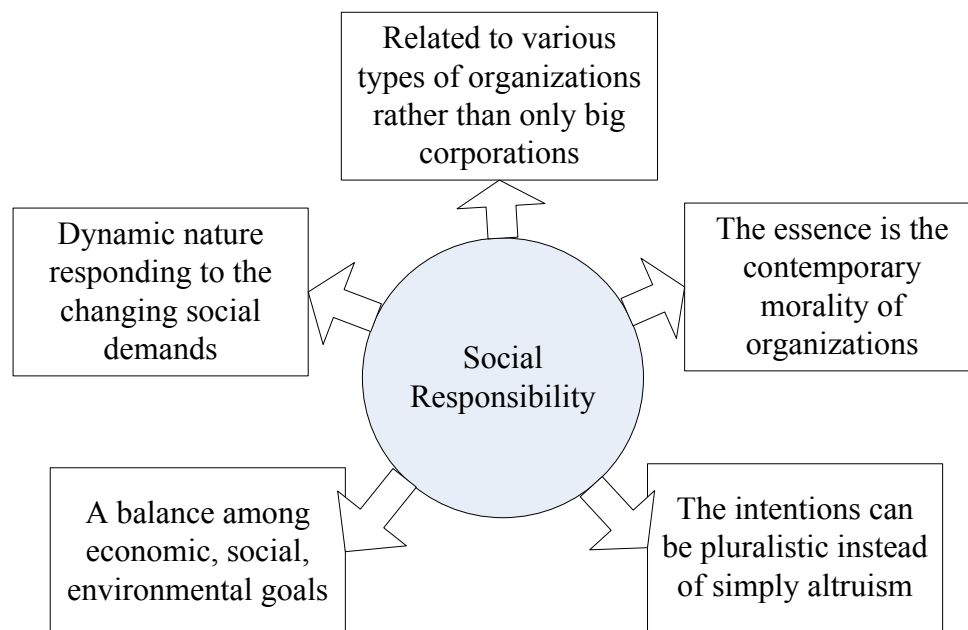 Related to various
types of organizations
rather than only big
corporations
Dynamic nature
responding to the
changing social
demands
The essence is the
contemporary
morality of
organizations
Social
Responsibility
A balance among
economic, social,
environmental goals
The intentions can
be pluralistic instead
of simply altruism